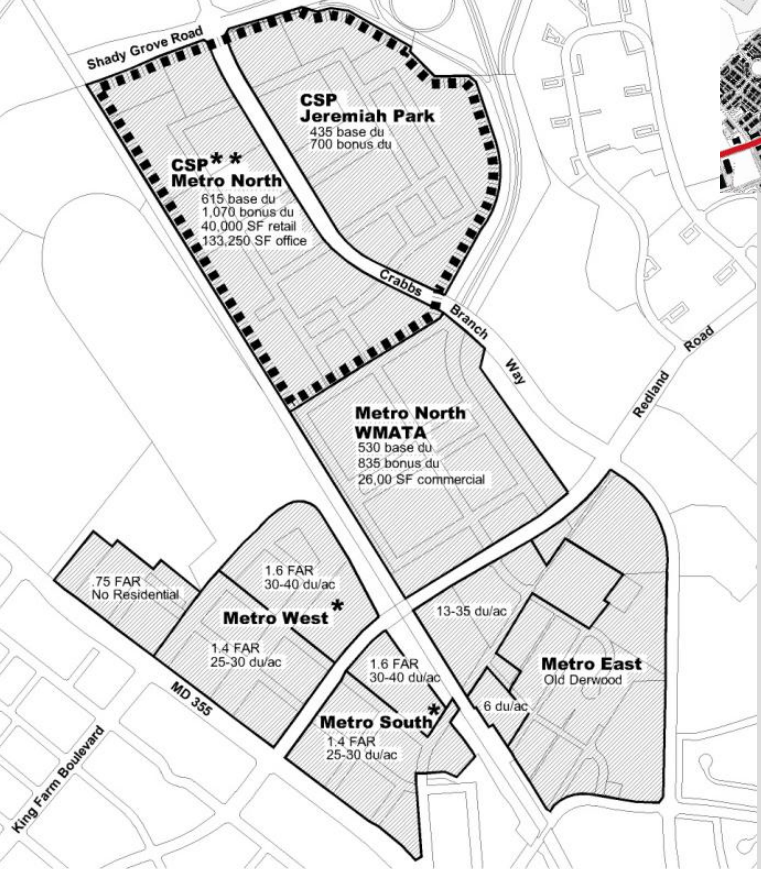 Shady Grove Road
CSP
Jeremiah Park
435 base du
700 bonus du
CSP**
Metro North
615 base du
1,070 bonus du
40,000 SF retail
133,250 SF office
Crabbs
Branch
Way
Redland
Road
Metro North
WMATA
530 base du
835 bonus du
26,00 SF commercial
.75 FAR
No Residential
1.6 FAR
30-40 du/ac
Metro West*
1.4 FAR
25-30 du/ac
13-35 du/ac
1.6 FAR
30-40 du/ac
Metro East
Old Derwood
6 du/ac
Metro South*
1.4 FAR
25-30 du/ac
MD 355
King Farm Boulevard